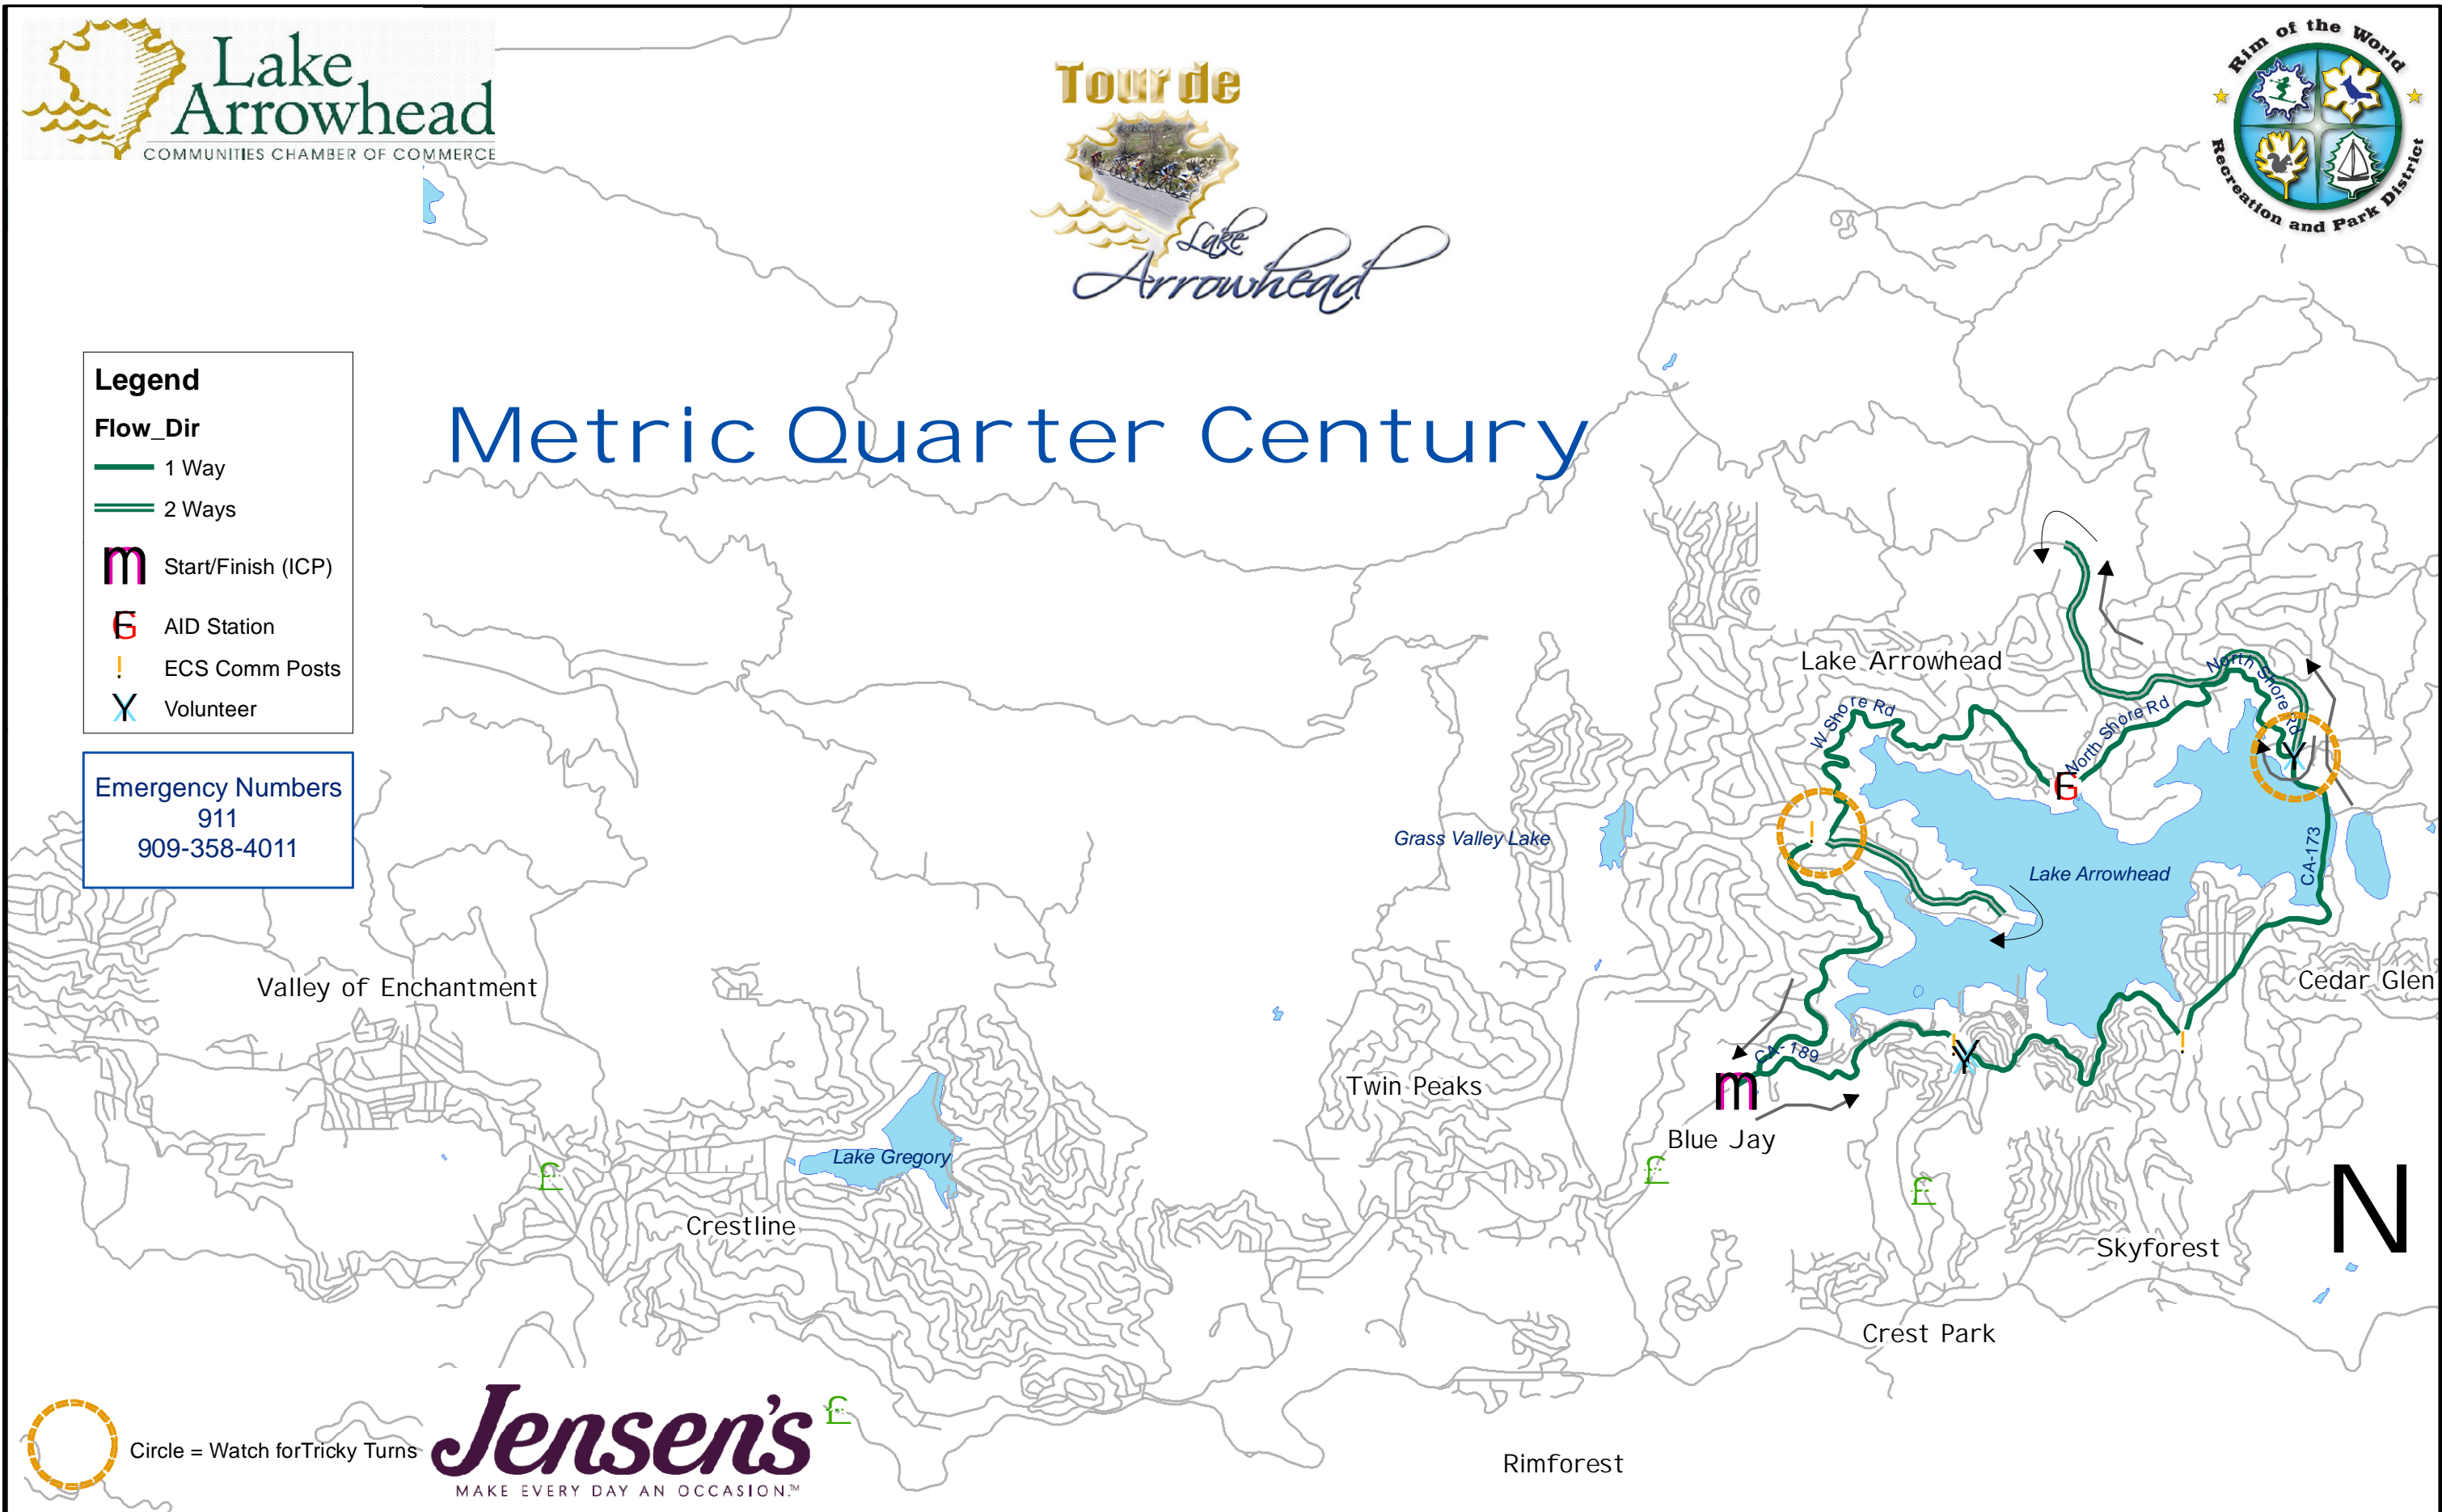 Lake
Arrowhead
COMMUNITIES CHAMBER OF COMMERCE
Tour de
Lake
Arrowhead
Rim of the World
Recreation and Park District
Metric Quarter Century
Legend
Flow_Dir
1 Way
2 Ways
m Start/Finish (ICP)
FG AID Station
! ECS Comm Posts
Y Volunteer
Emergency Numbers
911
909-358-4011
Lake Arrowhead
North Shore Rd
W Shore Rd
North Shore Rd
FG
Y
!
Grass Valley Lake
Lake Arrowhead
CA-173
Valley of Enchantment
Cedar Glen
CA-189
!
Y
!
Twin Peaks
m
Blue Jay
Lake Gregory
£
£
£
Crestline
N
Skyforest
Crest Park
£
Jensen's
MAKE EVERY DAY AN OCCASION.™
Circle = Watch forTricky Turns
Rimforest